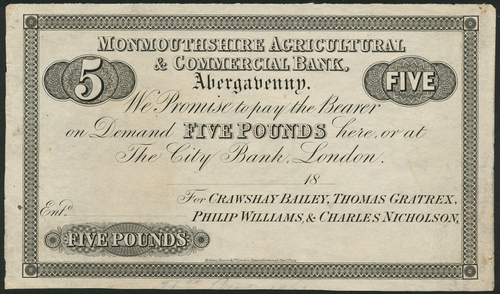 MONMOUTHSHIRE AGRICULTURAL
& COMMERCIAL BANK,
5 Abergavenny. FIVE
We Promise to pay the Bearer
on Demand FIVE POUNDS here, or at
The City Bank, London.
18
For CRAWSHAY BAILEY, THOMAS GRATREX,
Entd. PHILIP WILLIAMS, & CHARLES NICHOLSON,
FIVE POUNDS